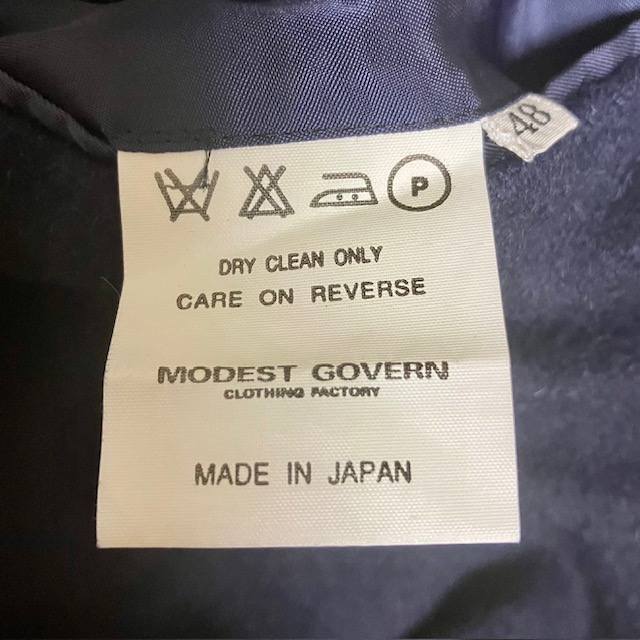 48
P
DRY CLEAN ONLY
CARE ON REVERSE
MODEST GOVERN
CLOTHING FACTORY
MADE IN JAPAN